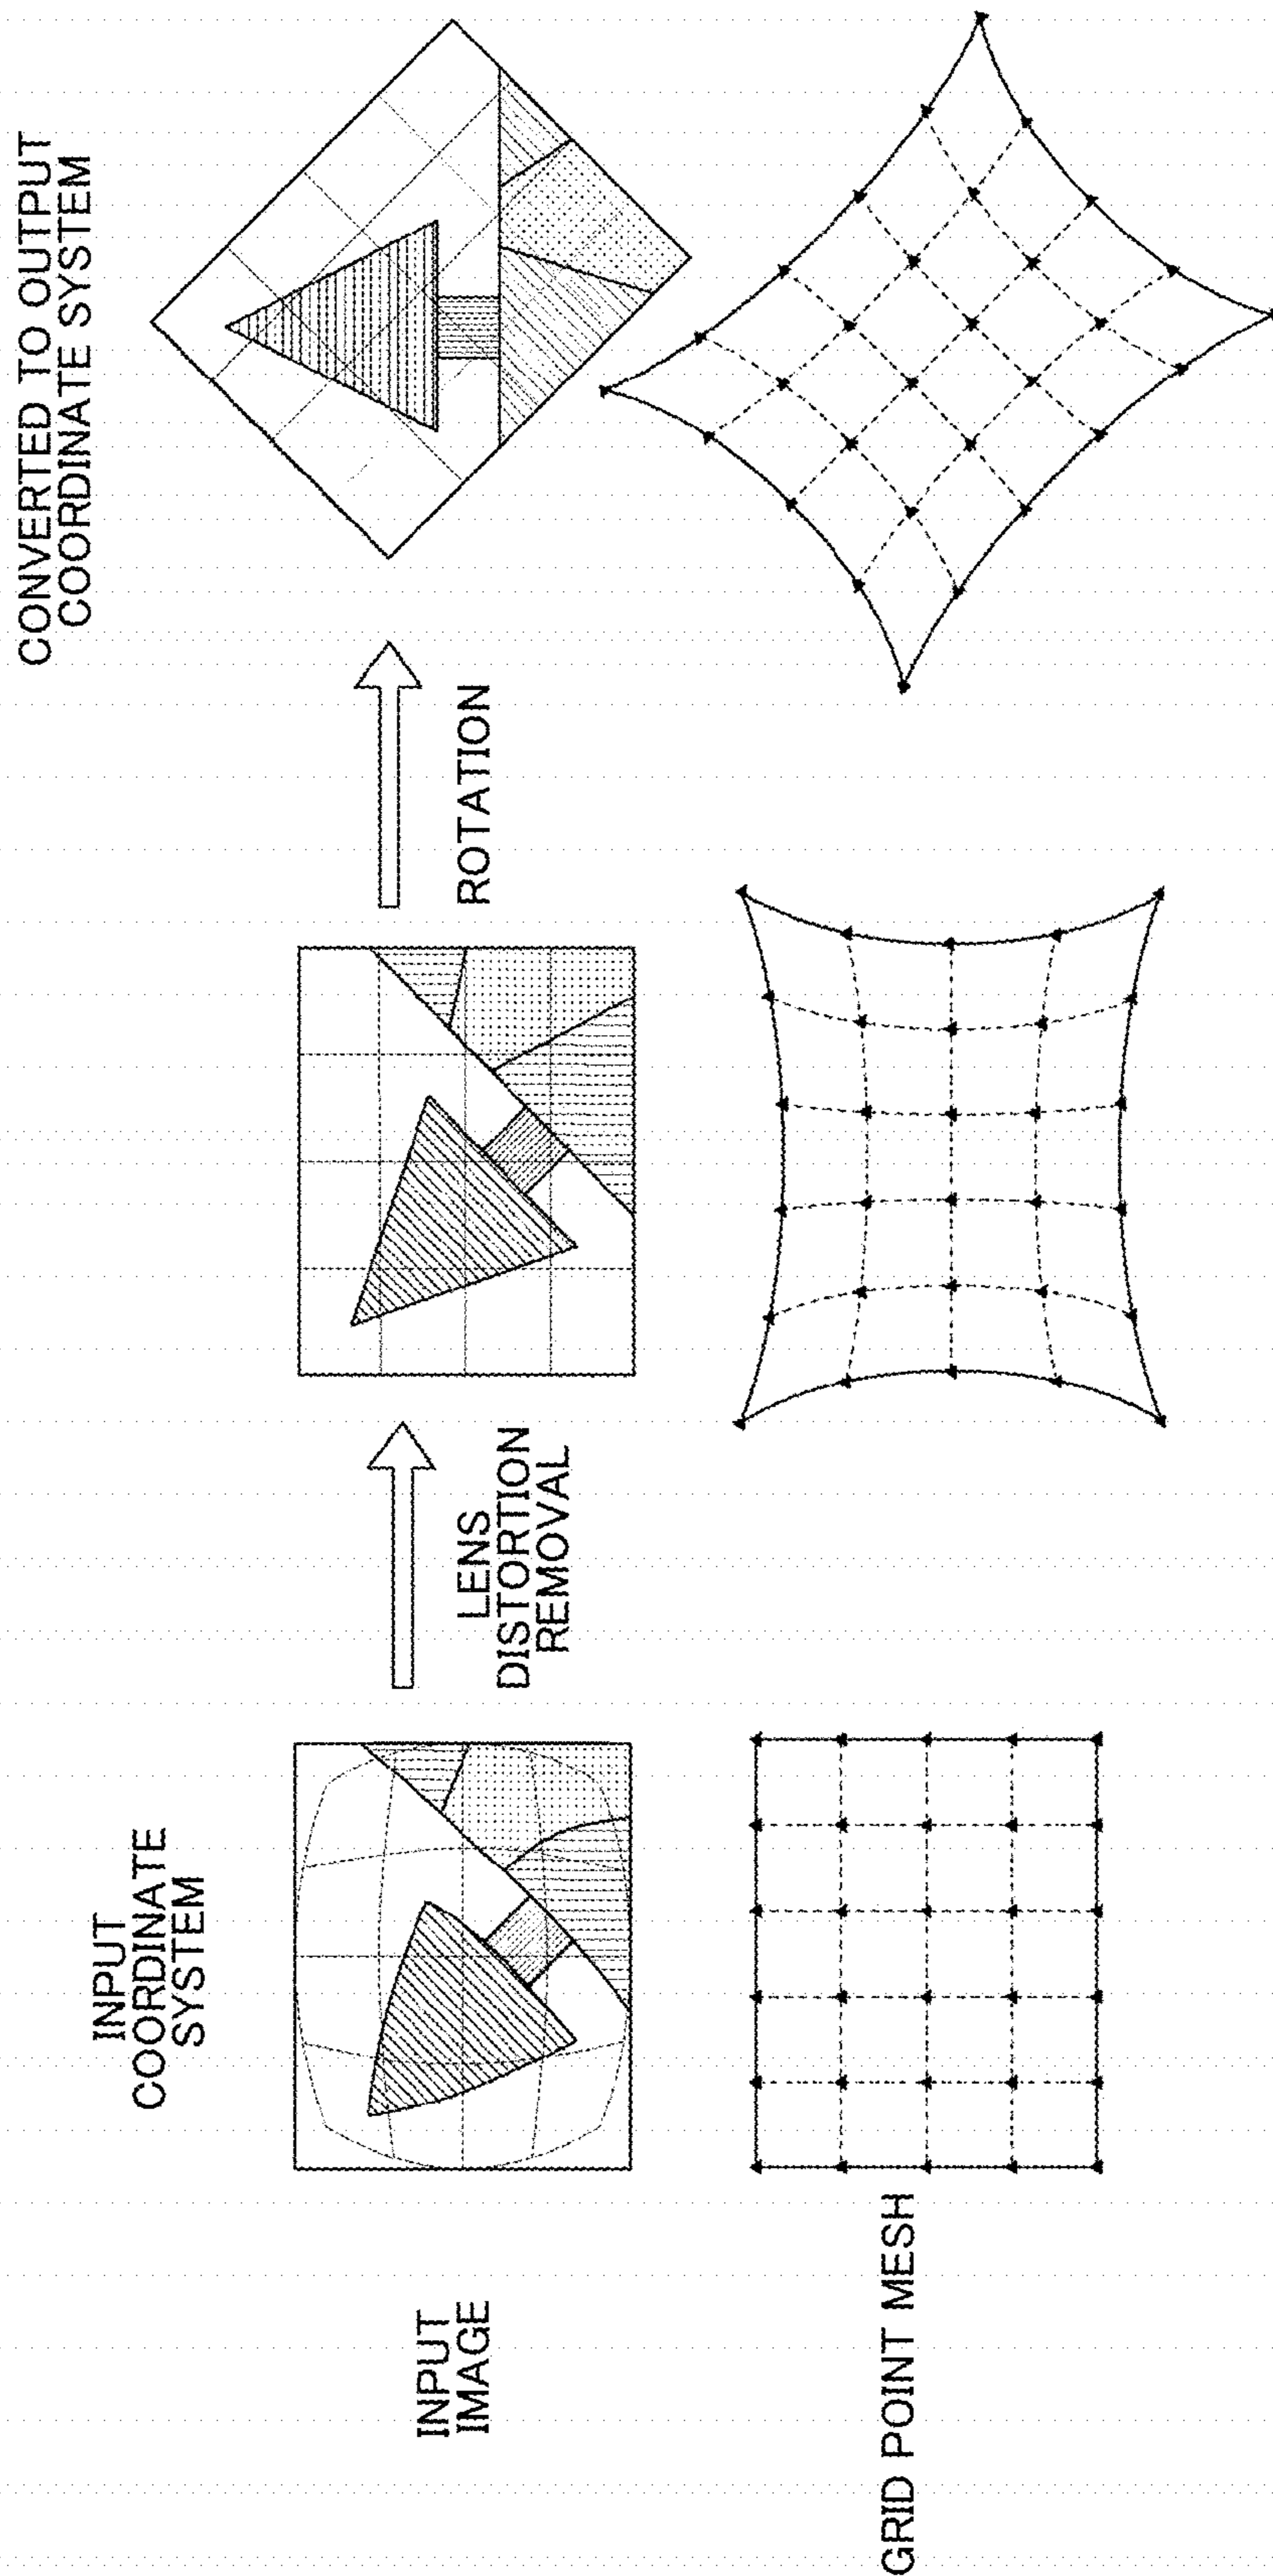 INPUT
COORDINATE
SYSTEM
CONVERTED TO OUTPUT
COORDINATE SYSTEM
INPUT
IMAGE
LENS
DISTORTION
REMOVAL
ROTATION
GRID POINT MESH